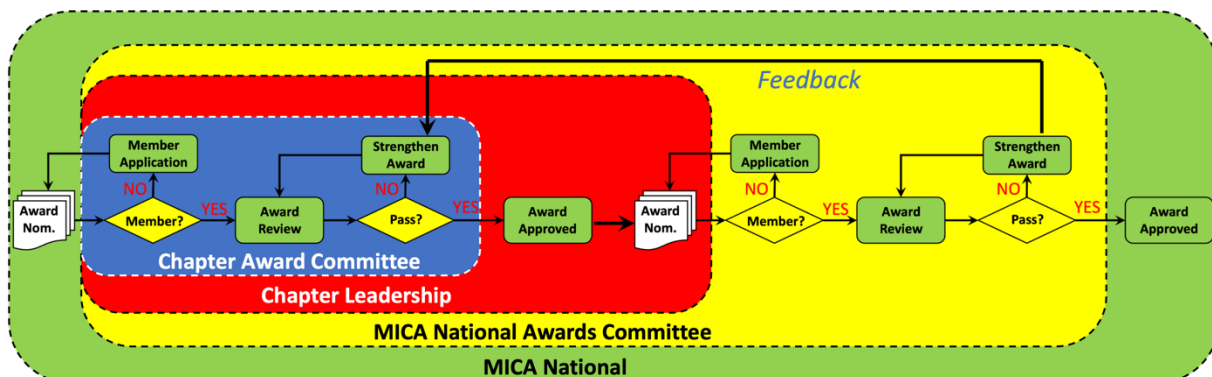 Feedback
Member
Application
Strengthen
Award
Member
Application
Strengthen
Award
NO
NO
NO
NO
Award
Nom.
Member?
YES
Award
Review
Pass?
YES
Award
Approved
Award
Nom.
Member?
YES
Award
Review
Pass?
YES
Award
Approved
Chapter Award Committee
Chapter Leadership
MICA National Awards Committee
MICA National